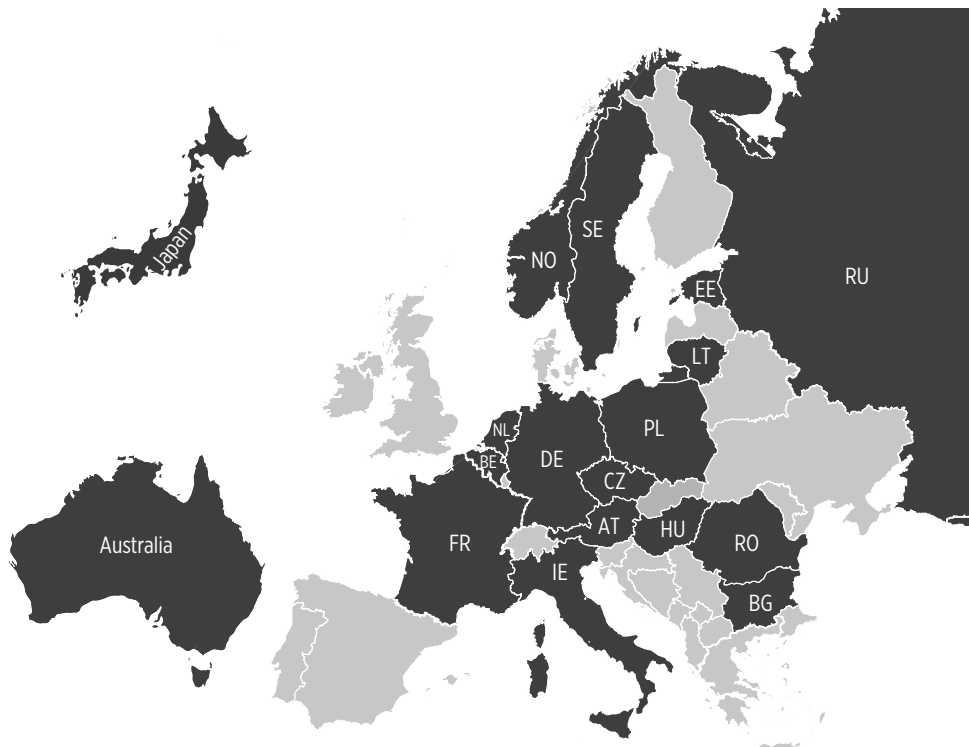 Japan
SE
NO
RU
EE
LT
NL
PL
BE
DE
CZ
AT
HU
Australia
FR
RO
IE
BG